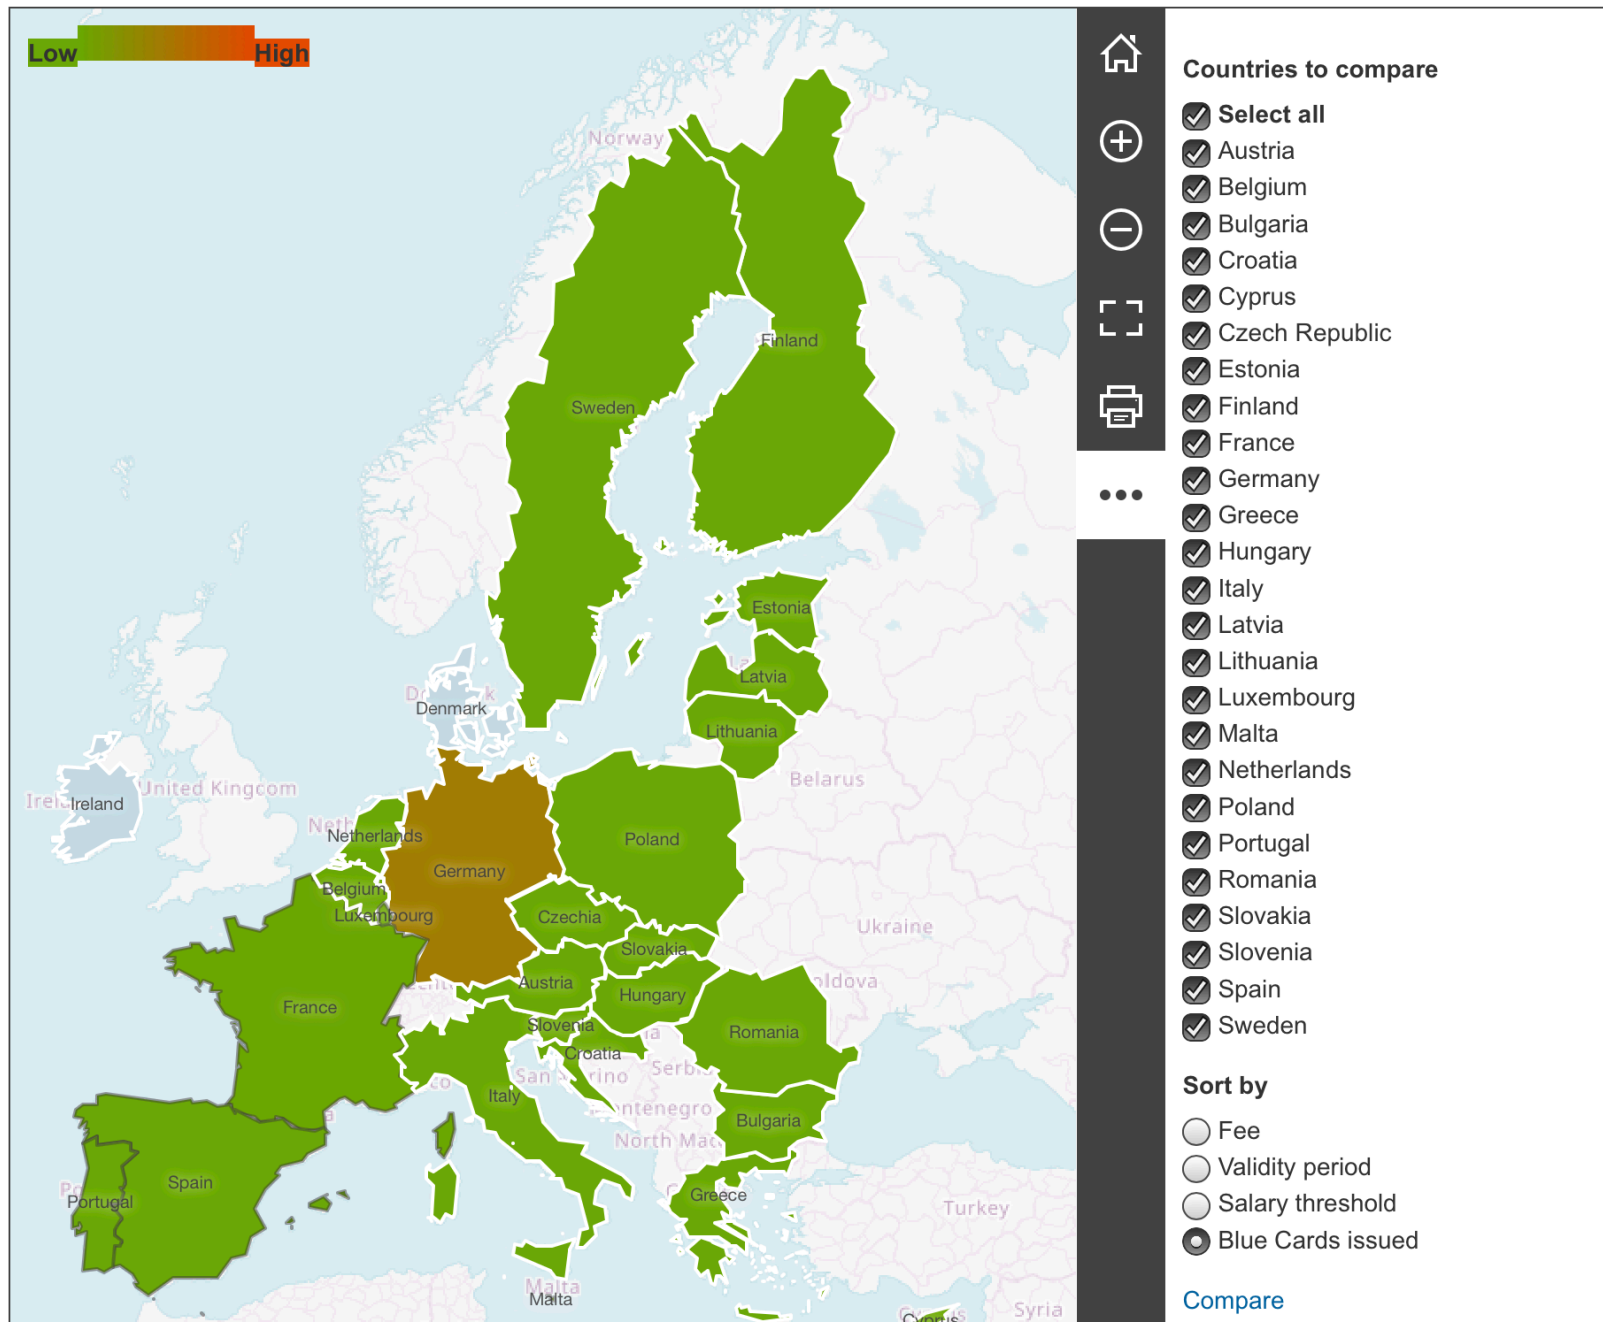 Low
High
Norway
Finland
Sweden
Estonia
Latvia
Denmark
Lithuania
Belarus
United Kingdom
Ireland
Netherlands
Poland
Germany
Belgium
Luxembourg
Czechia
Ukraine
Slovakia
Austria
Hungary
France
Slovenia
Romania
Croatia
Italy
Bulgaria
Spain
Portugal
Greece
Turkey
Malta
Malta
Cyprus
Syria
Countries to compare
Select all
Austria
Belgium
Bulgaria
Croatia
Cyprus
Czech Republic
Estonia
Finland
France
Germany
Greece
Hungary
Italy
Latvia
Lithuania
Luxembourg
Malta
Netherlands
Poland
Portugal
Romania
Slovakia
Slovenia
Spain
Sweden
Sort by
Fee
Validity period
Salary threshold
Blue Cards issued
Compare